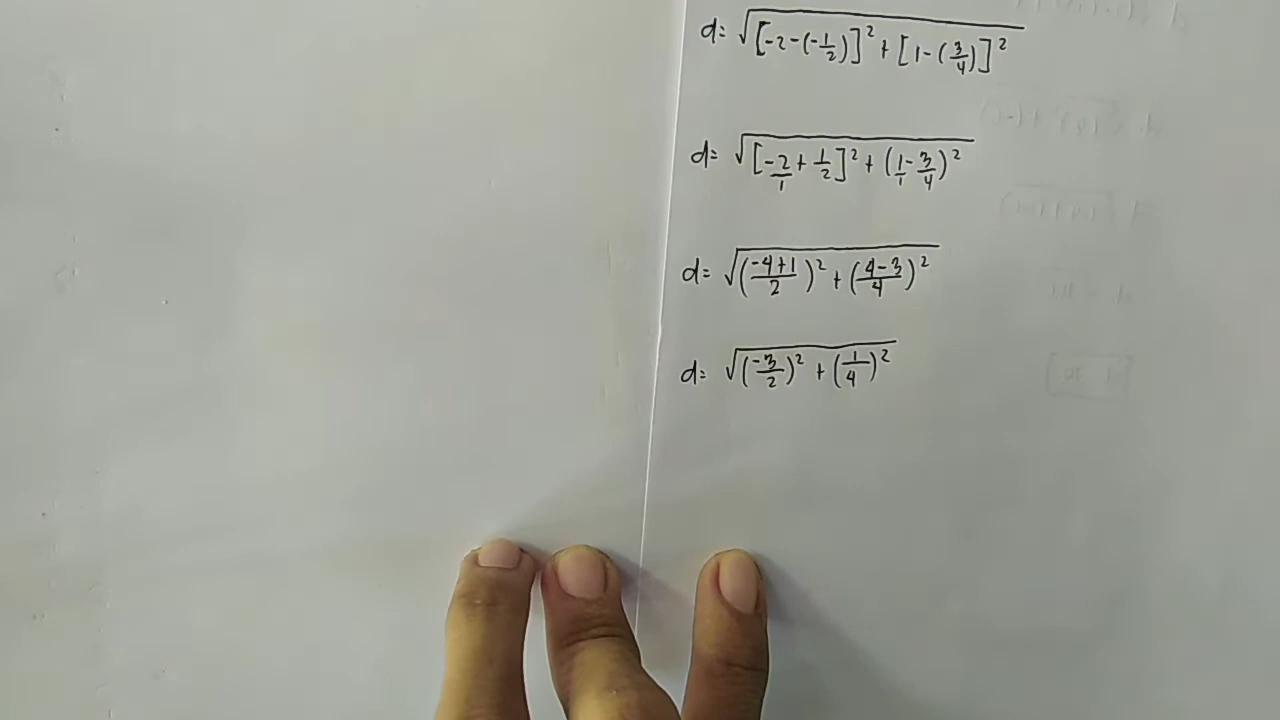 d= √[-2-(-1/2)]² + [1-(3/4)]²
d= √[-2/1 + 1/2]² + (1/1 - 3/4)²
d= √(-4+1/2)² + (4-3/4)²
d= √(-3/2)² + (1/4)²